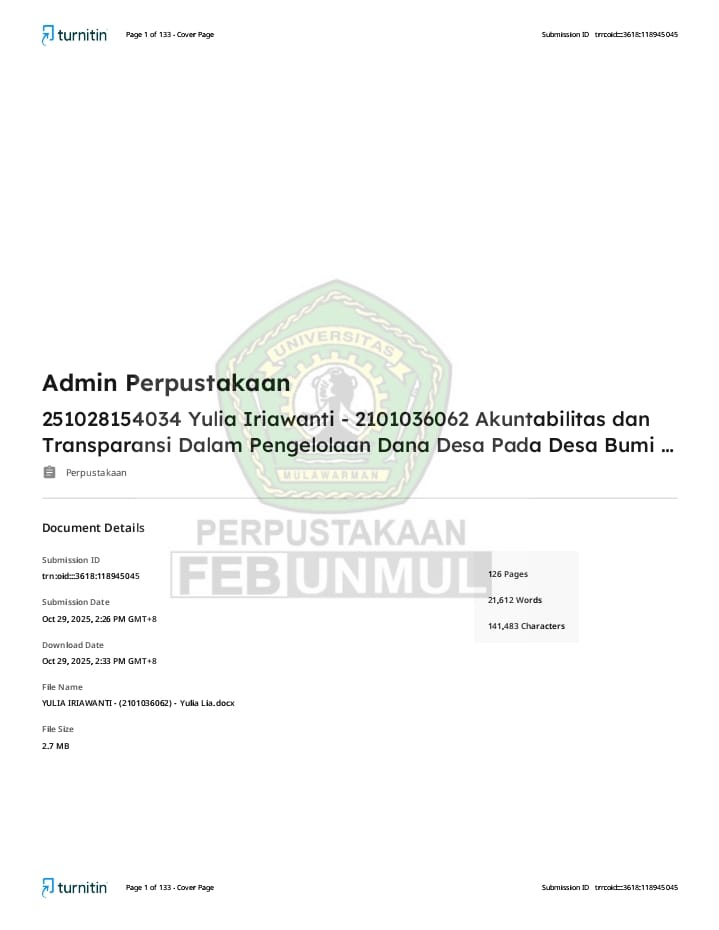 turnitin Page 1 of 133 - Cover Page Submission ID trn:oid:::3618:118945045
UNIVERSITAS
MULAWARMAN
PERPUSTAKAAN
FEB UNMUL
Admin Perpustakaan
251028154034 Yulia Iriawanti - 2101036062 Akuntabilitas dan
Transparansi Dalam Pengelolaan Dana Desa Pada Desa Bumi ...
Perpustakaan
Document Details
Submission ID
trn:oid:::3618:118945045
Submission Date
Oct 29, 2025, 2:26 PM GMT+8
Download Date
Oct 29, 2025, 2:33 PM GMT+8
File Name
YULIA IRIAWANTI - (2101036062) - Yulia Lia.docx
File Size
2.7 MB
126 Pages
21,612 Words
141,483 Characters
turnitin Page 1 of 133 - Cover Page Submission ID trn:oid:::3618:118945045